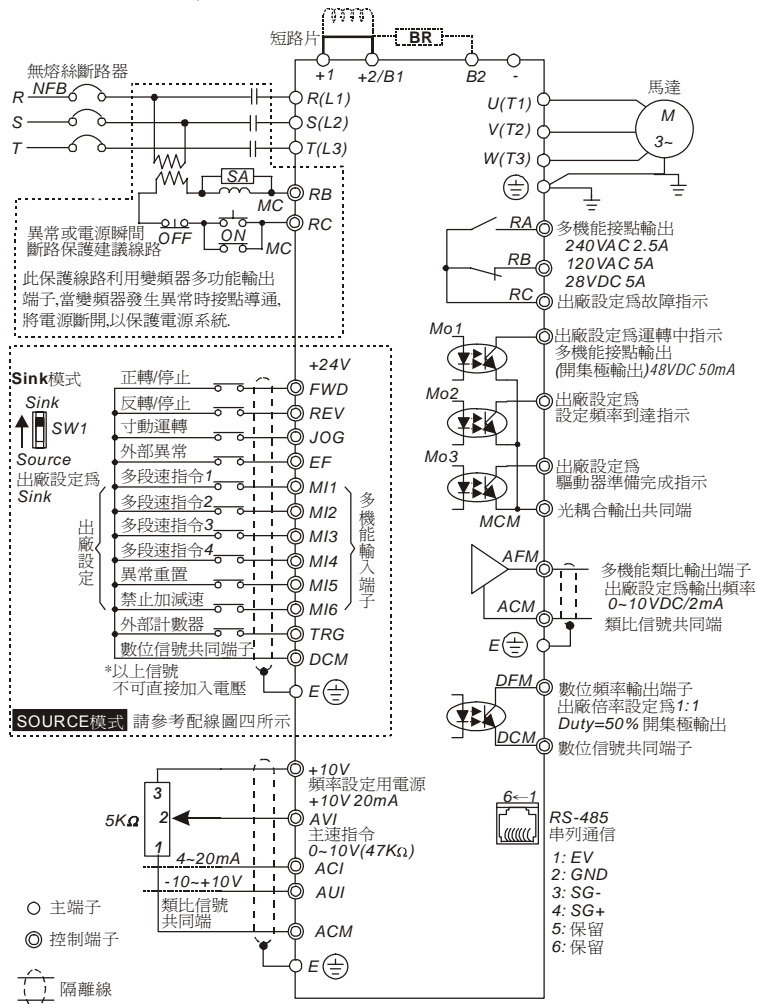 短路片
BR
+1
+2/B1
B2
-
無熔絲斷路器
NFB
R
S
T
R(L1)
S(L2)
T(L3)
SA
MC
RB
RC
OFF
ON
MC
異常或電源瞬間
斷路保護建議線路
此保護線路利用變頻器多功能輸出
端子,當變頻器發生異常時接點導通,
將電源斷開,以保護電源系統.
馬達
U(T1)
V(T2)
W(T3)
M
3~
RA
多機能接點輸出
240VAC 2.5A
RB
120VAC 5A
28VDC 5A
RC
出廠設定為故障指示
Mo1
出廠設定為運轉中指示
多機能接點輸出
(開集極輸出)48VDC 50mA
Mo2
出廠設定為
設定頻率到達指示
Mo3
出廠設定為
驅動器準備完成指示
MCM
光耦合輸出共同端
AFM
多機能類比輸出端子
出廠設定為輸出頻率
0~10VDC/2mA
ACM
類比信號共同端
E
DFM
數位頻率輸出端子
出廠倍率設定為1:1
Duty=50% 開集極輸出
DCM
數位信號共同端子
6←1
RS-485
串列通信
1: EV
2: GND
3: SG-
4: SG+
5: 保留
6: 保留
Sink模式
Sink
SW1
Source
出廠設定為
Sink
出廠設定
+24V
正轉/停止
FWD
反轉/停止
REV
寸動運轉
JOG
外部異常
EF
多段速指令1
MI1
多段速指令2
MI2
多段速指令3
MI3
多段速指令4
MI4
異常重置
MI5
禁止加減速
MI6
多機能輸入端子
外部計數器
TRG
數位信號共同端子
DCM
*以上信號
不可直接加入電壓
E
SOURCE模式 請參考配線圖四所示
+10V
頻率設定用電源
+10V 20mA
3
5KΩ
2
1
AVI
主速指令
0~10V(47KΩ)
4~20mA
ACI
-10~+10V
AUI
類比信號
共同端
ACM
E
主端子
控制端子
隔離線